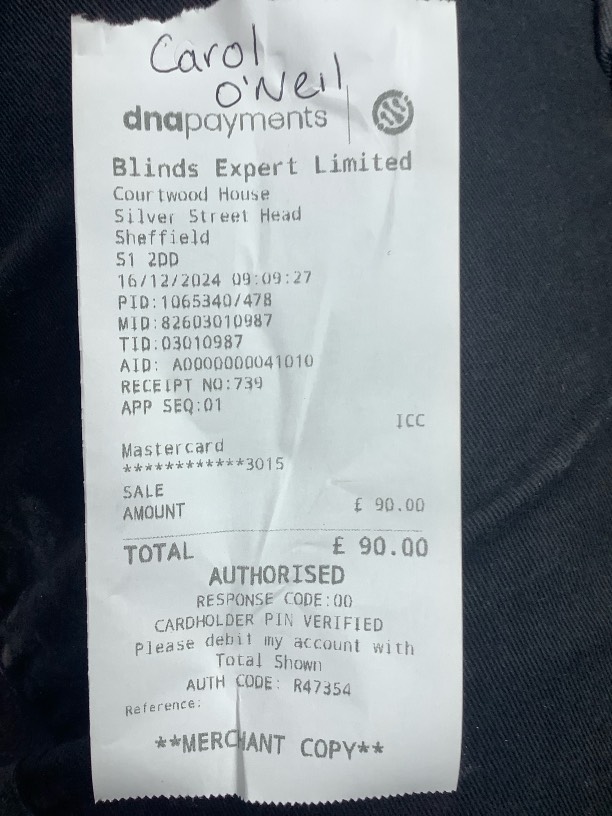 Carol
O'Neil
dnapayments
Blinds Expert Limited
Courtwood House
Silver Street Head
Sheffield
S1 2DD
16/12/2024 09:09:27
PID:1065340/478
MID:82603010987
TID:03010987
AID: A0000000041010
RECEIPT NO:739
APP SEQ:01
ICC
Mastercard
************3015
SALE
AMOUNT £ 90.00
TOTAL £ 90.00
AUTHORISED
RESPONSE CODE:00
CARDHOLDER PIN VERIFIED
Please debit my account with
Total Shown
AUTH CODE: R47354
Reference:
**MERCHANT COPY**